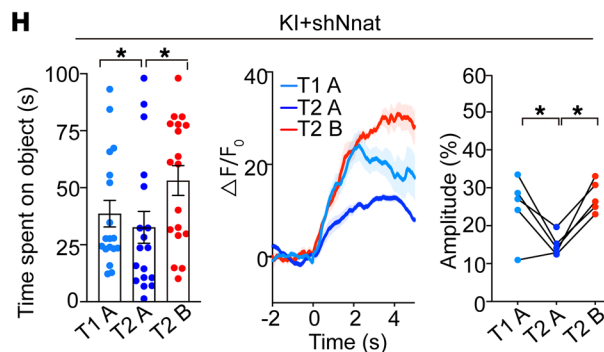 H
KI+shNnat
Time spent on object (s)
100
75
50
25
0
* *
T1 A T2 A T2 B
△F/F0
40
20
0
-2 0 2 4
Time (s)
T1 A
T2 A
T2 B
Amplitude (%)
60
50
40
30
20
10
0
* *
T1 A T2 A T2 B